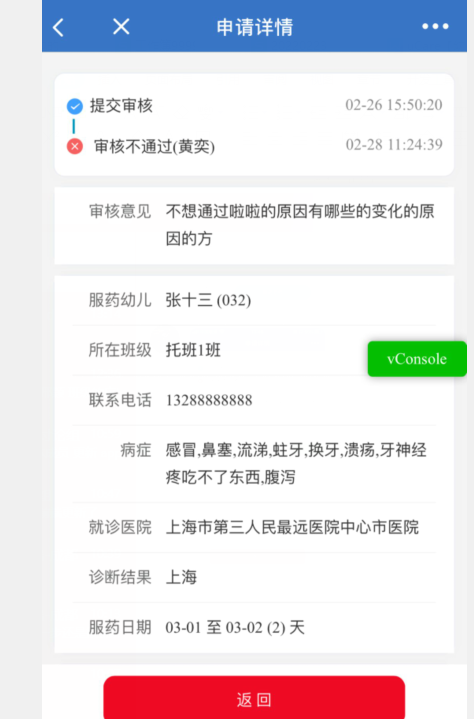 申请详情
提交审核 02-26 15:50:20
审核不通过(黄奕) 02-28 11:24:39
审核意见 不想通过啦啦的原因有哪些的变化的原
因的方
服药幼儿 张十三 (032)
所在班级 托班1班
vConsole
联系电话 13288888888
病症 感冒,鼻塞,流涕,蛀牙,换牙,溃疡,牙神经
疼吃不了东西,腹泻
就诊医院 上海市第三人民最远医院中心市医院
诊断结果 上海
服药日期 03-01 至 03-02 (2) 天
返回